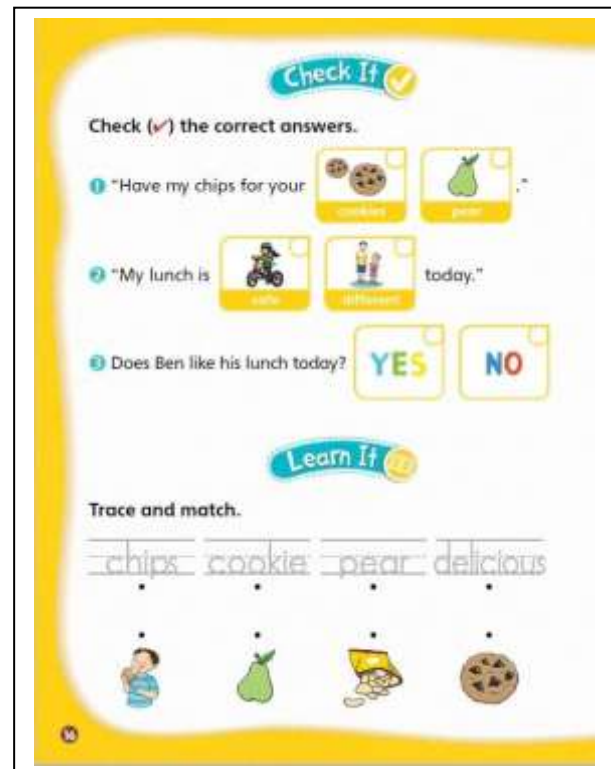 Check It
Check (✔) the correct answers.
1 "Have my chips for your cookies pear ."
2 "My lunch is safe different today."
3 Does Ben like his lunch today? YES NO
Learn It
Trace and match.
chips cookie pear delicious
16